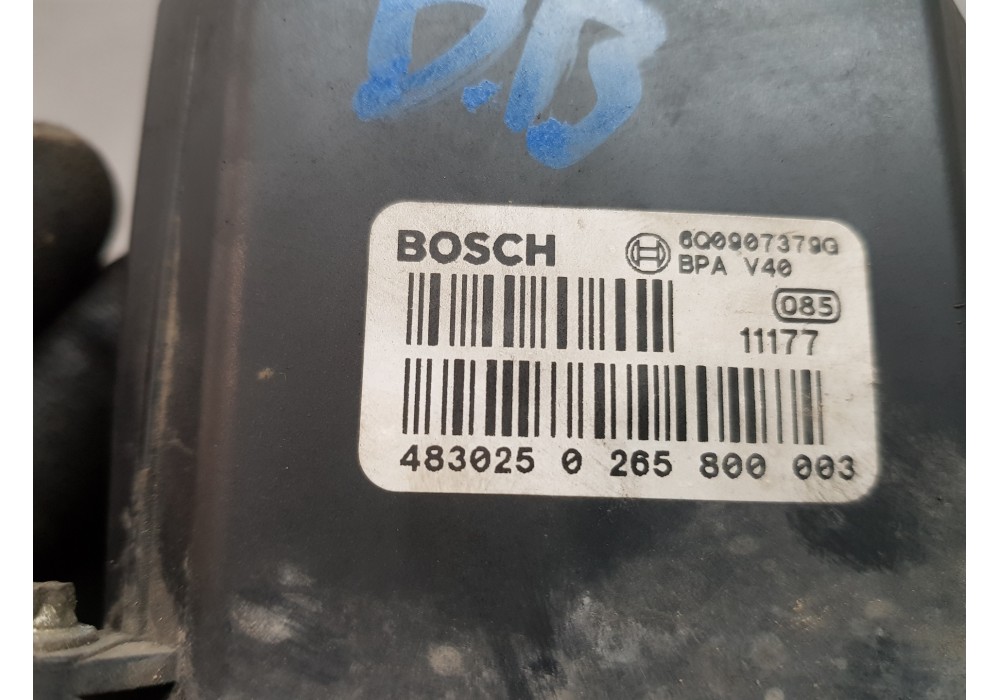 D.B
BOSCH
6Q0907379G
BPA V40
085
11177
483025 0 265 800 003